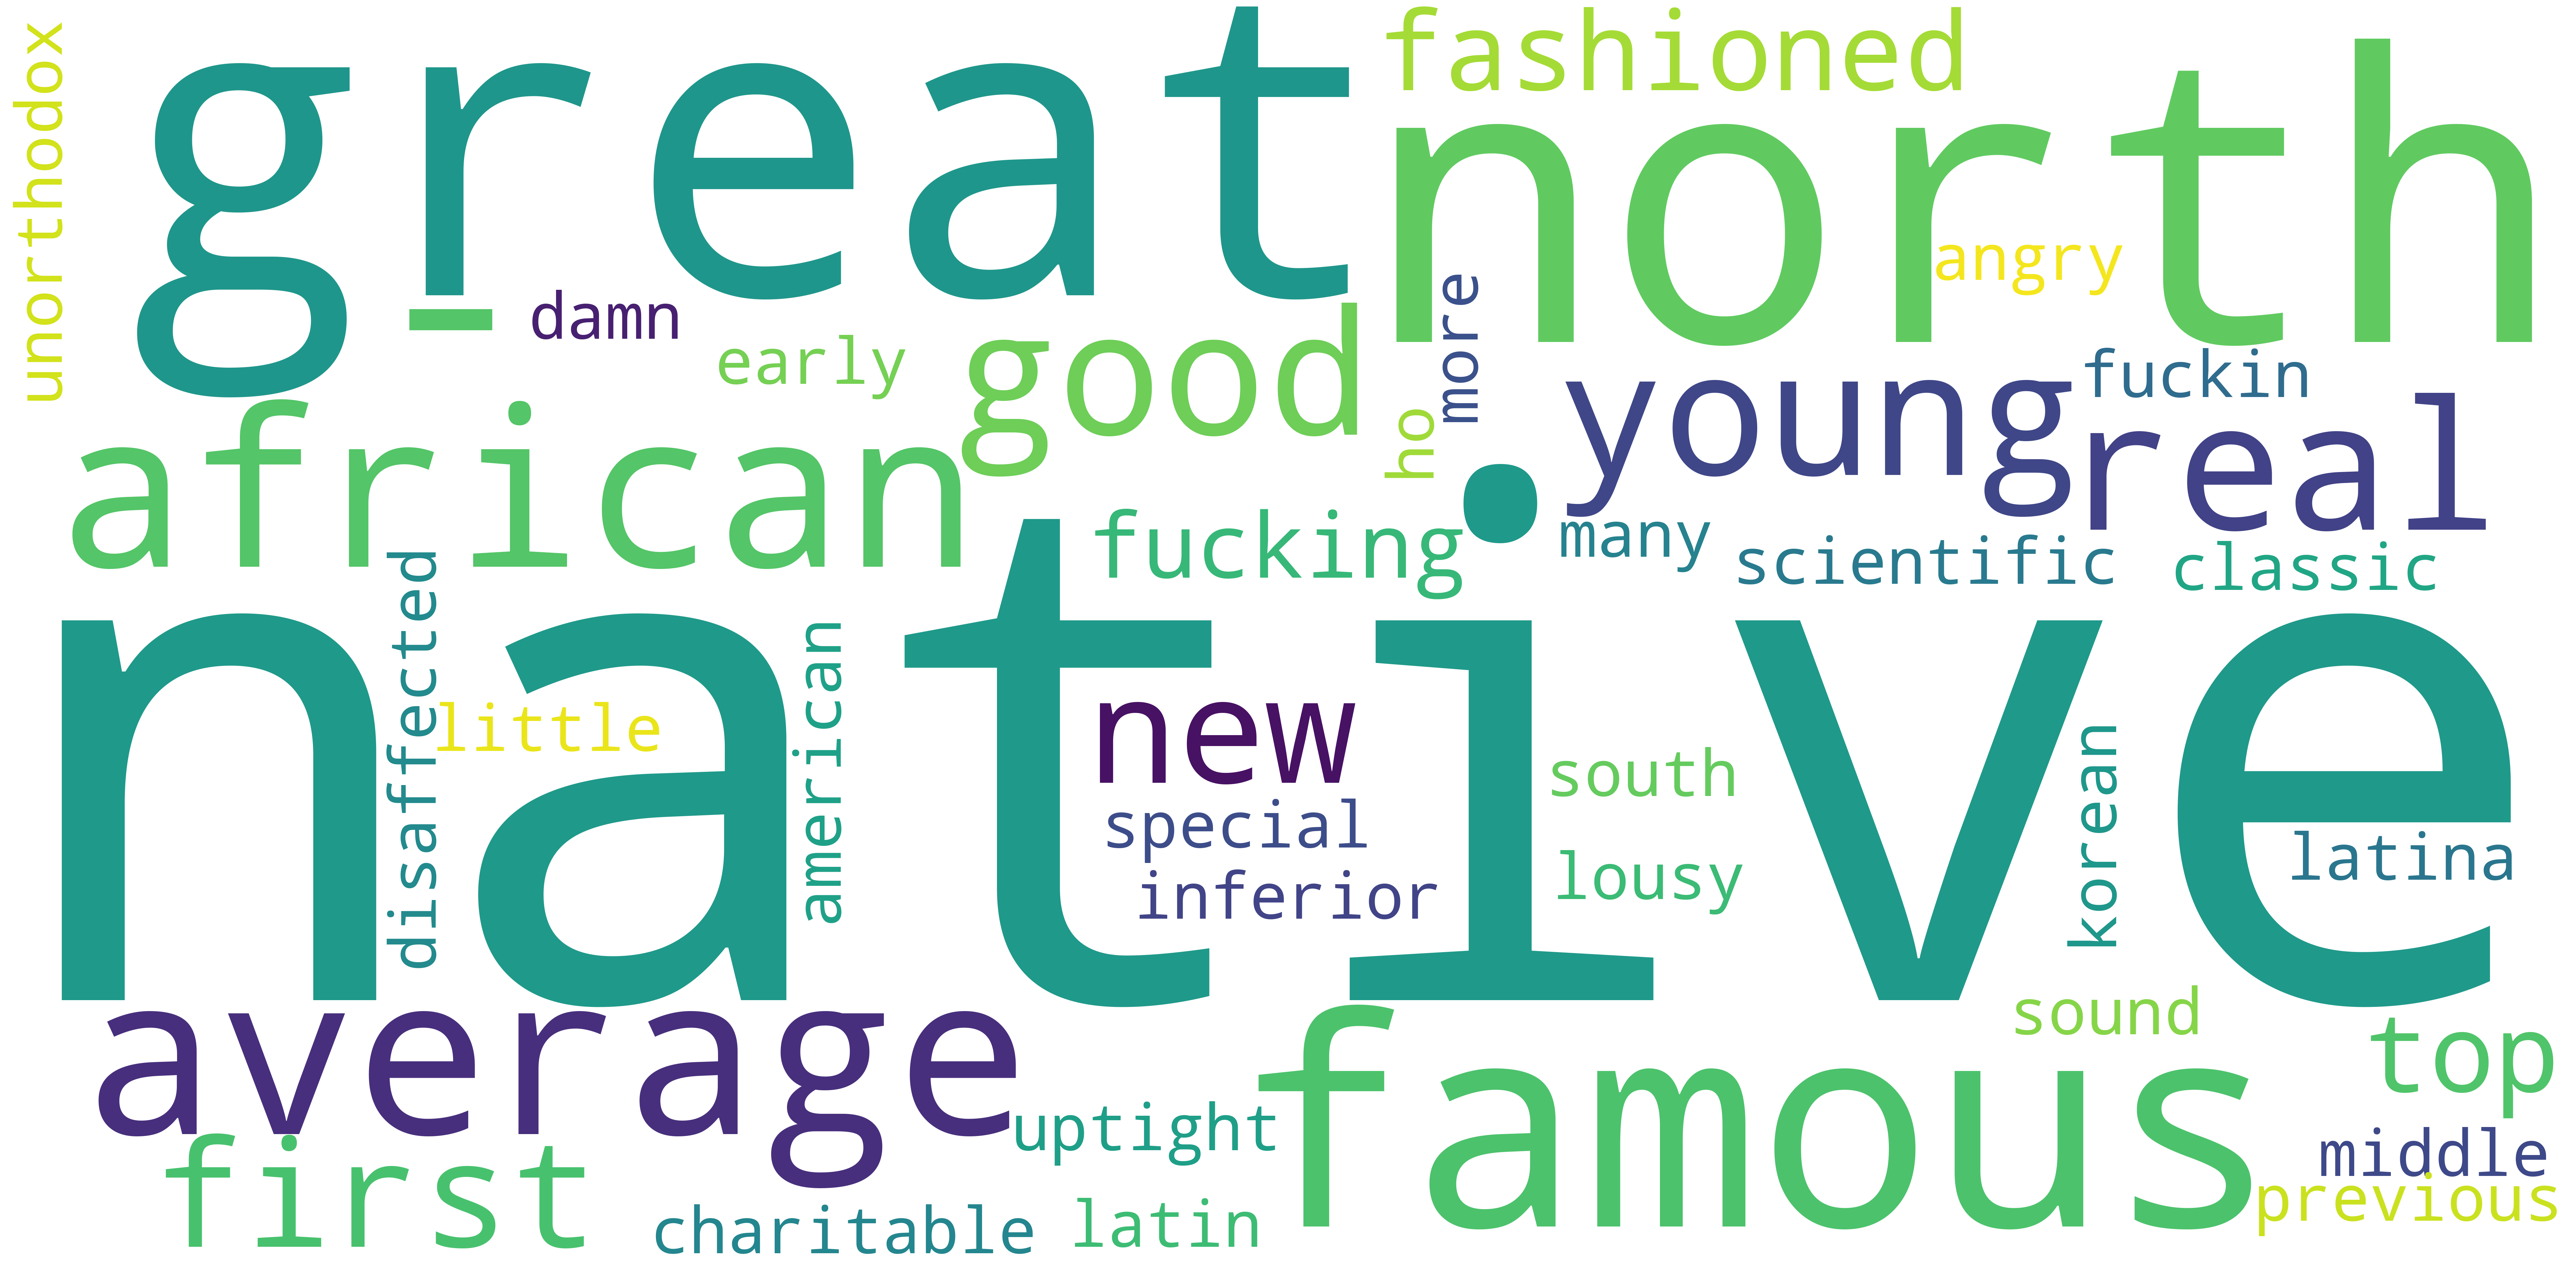 unorthodox
great
fashioned
north
angry
-
damn
early
good
more
ho
young
fuckin
real
african
fucking
many
scientific
classic
native
disaffected
little
american
new
special
inferior
south
lousy
korean
latina
average
famous
sound
top
first
uptight
middle
previous
charitable
latin